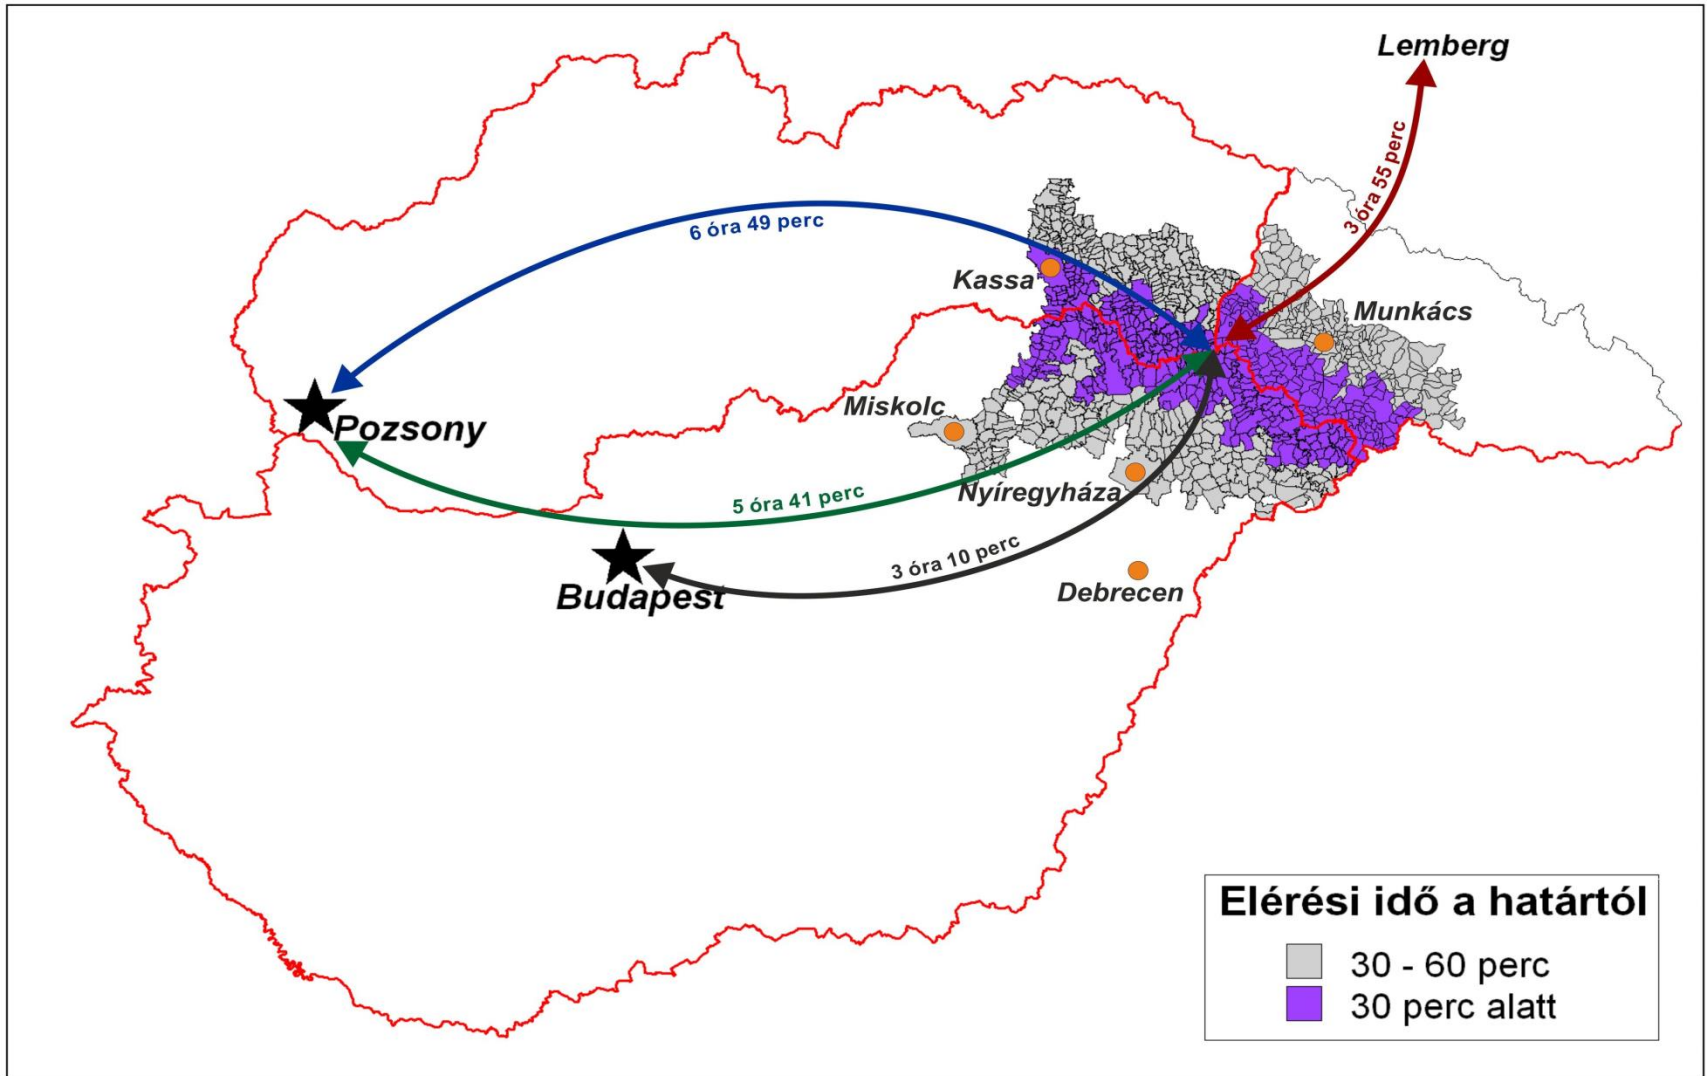 Lemberg
3 óra 55 perc
6 óra 49 perc
Kassa
Munkács
Miskolc
Pozsony
Nyíregyháza
5 óra 41 perc
3 óra 10 perc
Budapest
Debrecen
Elérési idő a határtól
30 - 60 perc
30 perc alatt